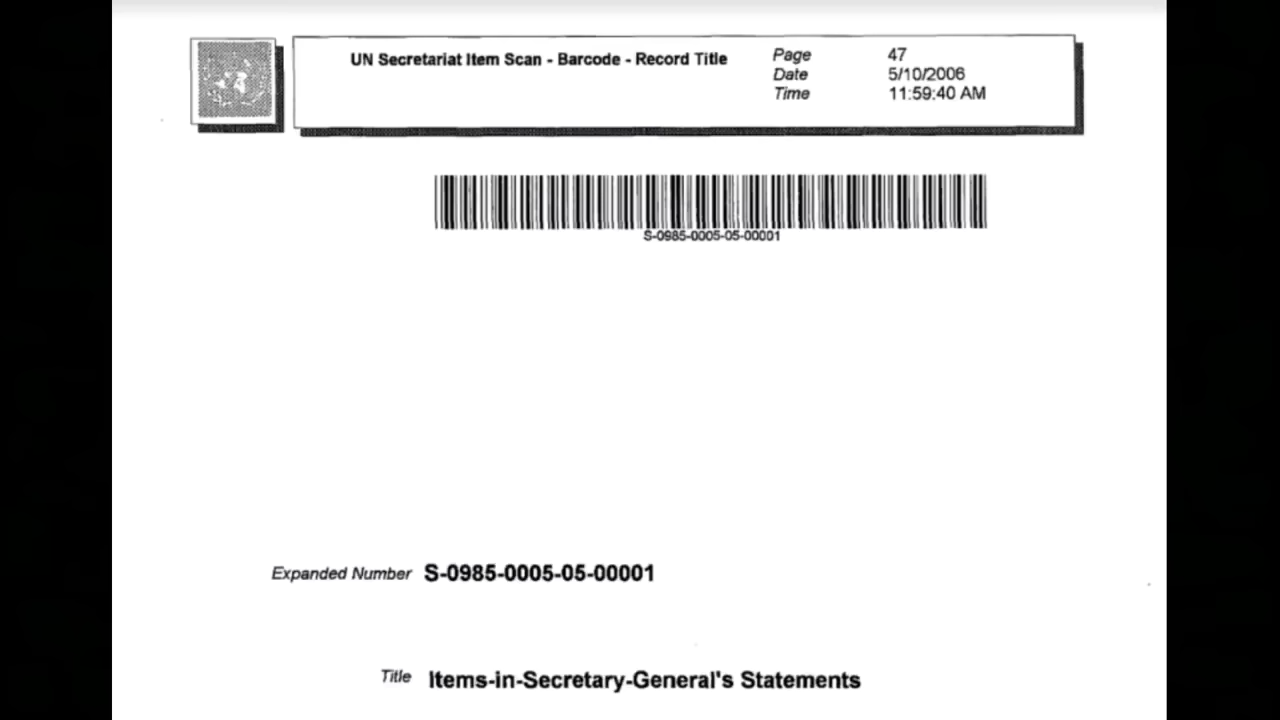 UN Secretariat Item Scan - Barcode - Record Title
Page 47
Date 5/10/2006
Time 11:59:40 AM
S-0985-0005-05-00001
Expanded Number S-0985-0005-05-00001
Title Items-in-Secretary-General's Statements